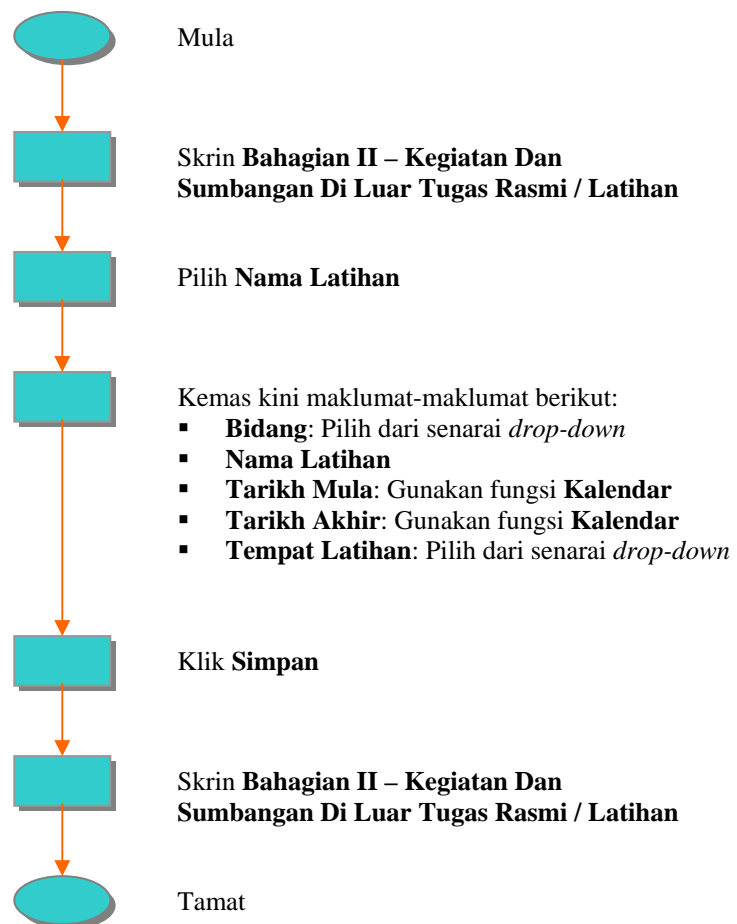 Mula
Skrin Bahagian II – Kegiatan Dan
Sumbangan Di Luar Tugas Rasmi / Latihan
Pilih Nama Latihan
Kemas kini maklumat-maklumat berikut:
▪ Bidang: Pilih dari senarai drop-down
▪ Nama Latihan
▪ Tarikh Mula: Gunakan fungsi Kalendar
▪ Tarikh Akhir: Gunakan fungsi Kalendar
▪ Tempat Latihan: Pilih dari senarai drop-down
Klik Simpan
Skrin Bahagian II – Kegiatan Dan
Sumbangan Di Luar Tugas Rasmi / Latihan
Tamat